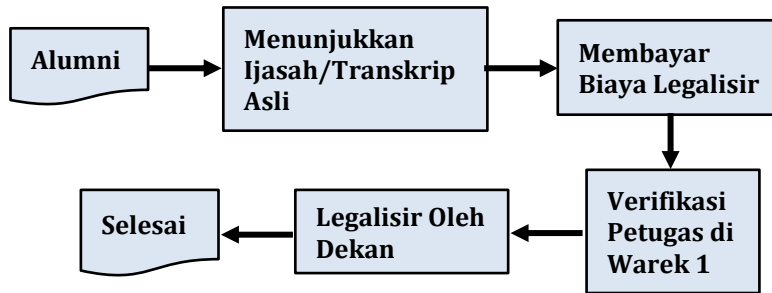 Alumni
Menunjukkan
Ijasah/Transkrip
Asli
Membayar
Biaya Legalisir
Verifikasi
Petugas di
Warek 1
Legalisir Oleh
Dekan
Selesai